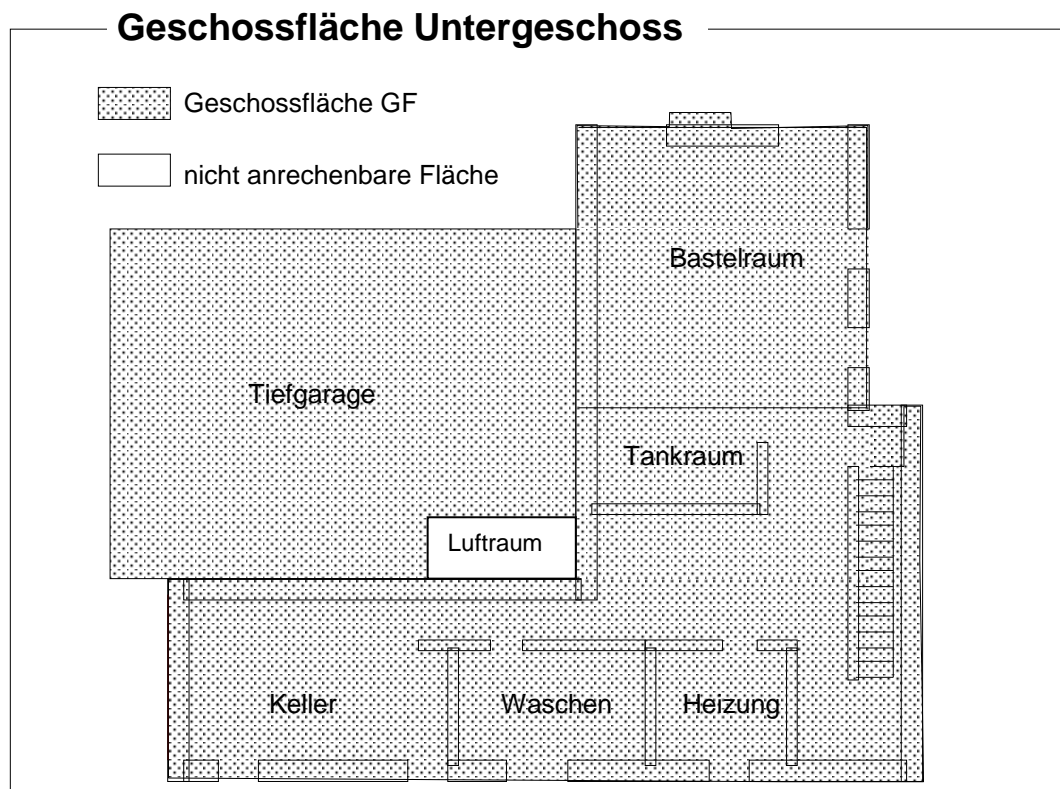 Geschossfläche Untergeschoss
Geschossfläche GF
nicht anrechenbare Fläche
Bastelraum
Tiefgarage
Tankraum
Luftraum
Keller
Waschen
Heizung